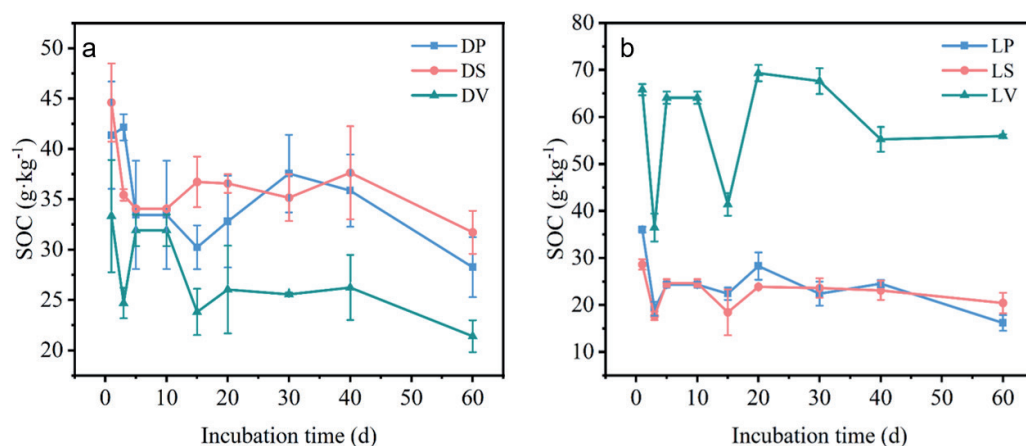 a
DP
DS
DV
50
45
40
35
30
25
20
SOC (g·kg⁻¹)
0 10 20 30 40 50 60
Incubation time (d)
b
LP
LS
LV
80
70
60
50
40
30
20
10
SOC (g·kg⁻¹)
0 10 20 30 40 50 60
Incubation time (d)